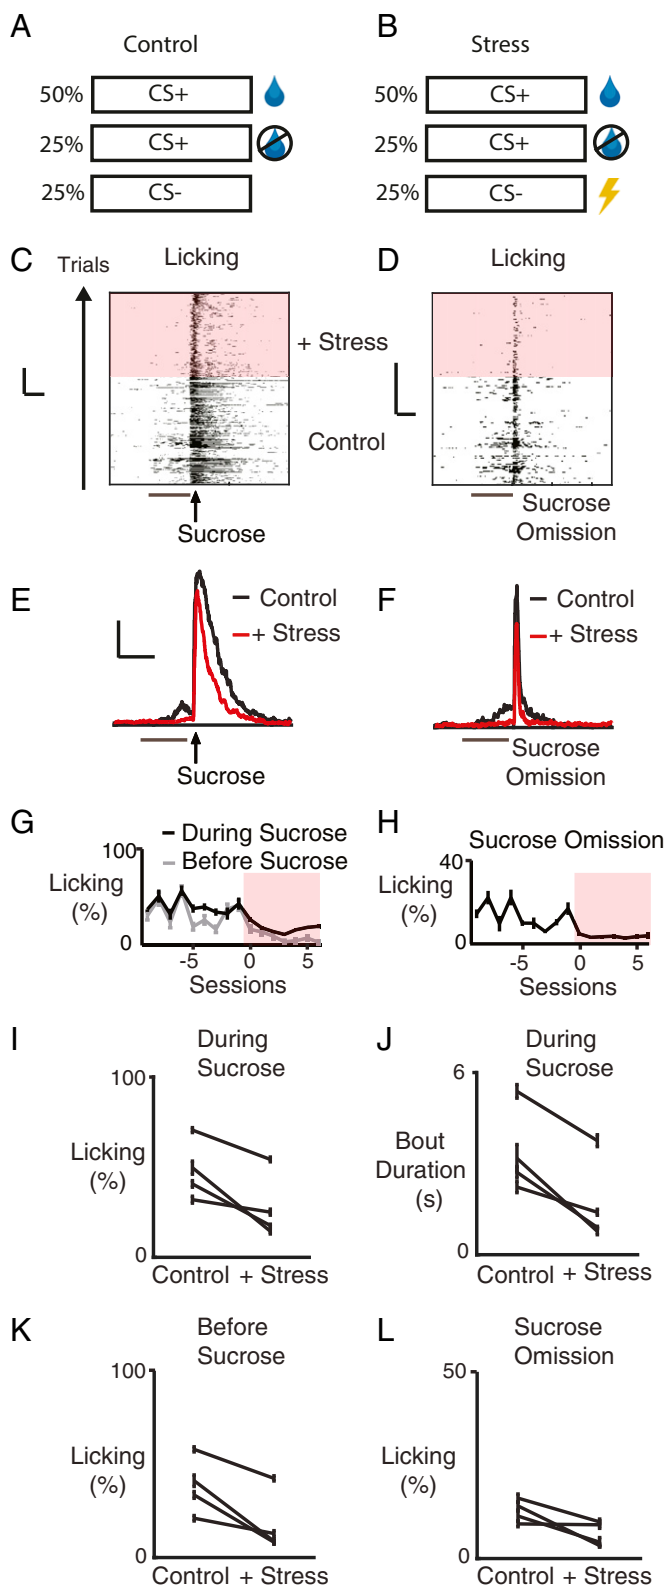 A
Control
50% CS+
25% CS+
25% CS-
B
Stress
50% CS+
25% CS+
25% CS-
C
Trials
Licking
+ Stress
Control
Sucrose
D
Licking
Sucrose
Omission
E
Control
+ Stress
Sucrose
F
Control
+ Stress
Sucrose
Omission
G
During Sucrose
Before Sucrose
100
Licking
(%)
0
-5 0 5
Sessions
H
Sucrose Omission
40
Licking
(%)
0
-5 0 5
Sessions
I
During
Sucrose
100
Licking
(%)
0
Control + Stress
J
During
Sucrose
6
Bout
Duration
(s)
0
Control + Stress
K
Before
Sucrose
100
Licking
(%)
0
Control + Stress
L
Sucrose
Omission
50
Licking
(%)
0
Control + Stress